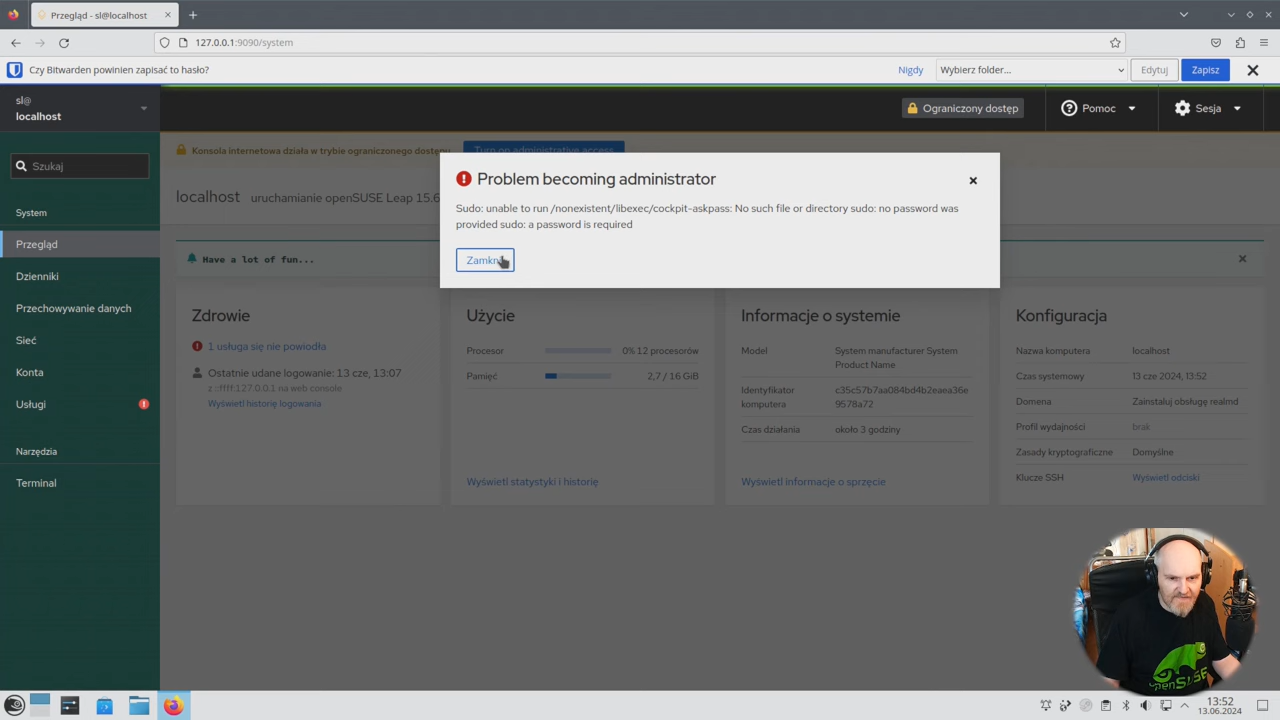 Przegląd - sl@localhost
127.0.0.1:9090/system
Czy Bitwarden powinien zapisać to hasło?
Nigdy
Wybierz folder...
Edytuj
Zapisz
sl@
localhost
Ograniczony dostęp
Pomoc
Sesja
Konsola internetowa działa w trybie ograniczonego dostępu.
Turn on administrative access
Szukaj
localhost
uruchamianie openSUSE Leap 15.6
System
Przegląd
Dzienniki
Przechowywanie danych
Sieć
Konta
Usługi
Narzędzia
Terminal
Problem becoming administrator
Sudo: unable to run /nonexistent/libexec/cockpit-askpass: No such file or directory sudo: no password was
provided sudo: a password is required
Have a lot of fun...
Zdrowie
1 usługa się nie powiodła
Ostatnie udane logowanie: 13 cze, 13:07
z ::ffff:127.0.0.1 na web console
Wyświetl historię logowania
Użycie
Procesor
0% 12 procesorów
Pamięć
2,7 / 16 GiB
Wyświetl statystyki i historię
Informacje o systemie
Model
System manufacturer System
Product Name
Identyfikator
komputera
c35c57b7aa084bd4b2eaea36e
9578a72
Czas działania
około 3 godziny
Wyświetl informacje o sprzęcie
Konfiguracja
Nazwa komputera
localhost
Czas systemowy
13 cze 2024, 13:52
Domena
Zainstaluj obsługę realmd
Profil wydajności
brak
Zasady kryptograficzne
Domyślne
Klucze SSH
Wyświetl odciski
openSUSE
13:52
13.06.2024